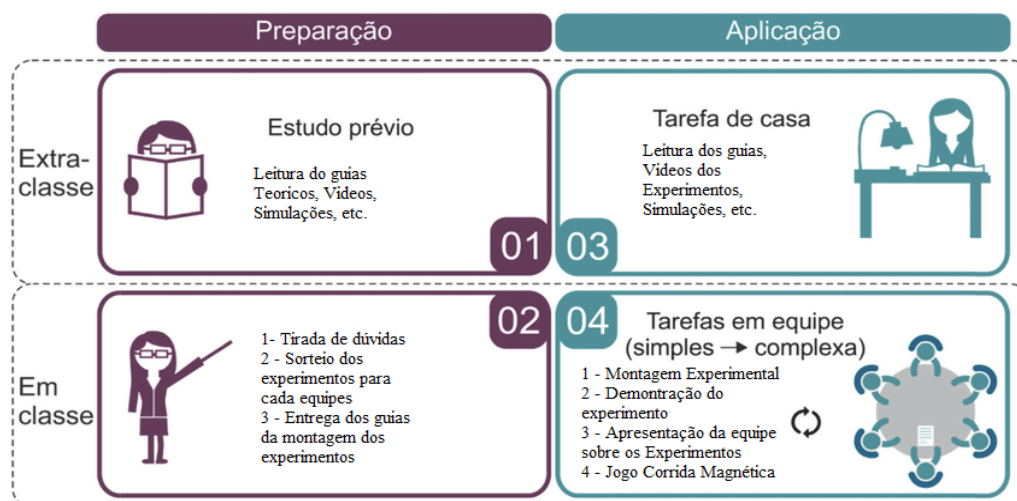 Preparação
Aplicação
Extra-
classe
Estudo prévio
Leitura do guias
Teoricos, Videos,
Simulações, etc.
01
03
Tarefa de casa
Leitura dos guias,
Videos dos
Experimentos,
Simulações, etc.
Em
classe
02
1- Tirada de dúvidas
2 - Sorteio dos
experimentos para
cada equipes
3 - Entrega dos guias
da montagem dos
experimentos
04
Tarefas em equipe
(simples → complexa)
1 - Montagem Experimental
2 - Demontração do
experimento
3 - Apresentação da equipe
sobre os Experimentos
4 - Jogo Corrida Magnética